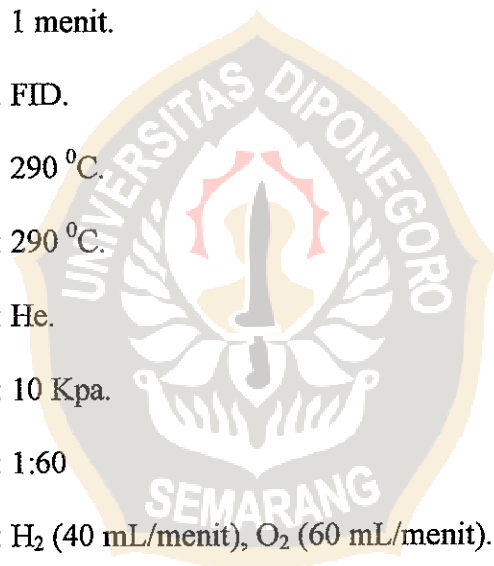 1 menit.
FID.
290 ⁰C.
: 290 ⁰C.
: He.
: 10 Kpa.
: 1:60
: H₂ (40 mL/menit), O₂ (60 mL/menit).
UNIVERSITAS DIPONEGORO
SEMARANG